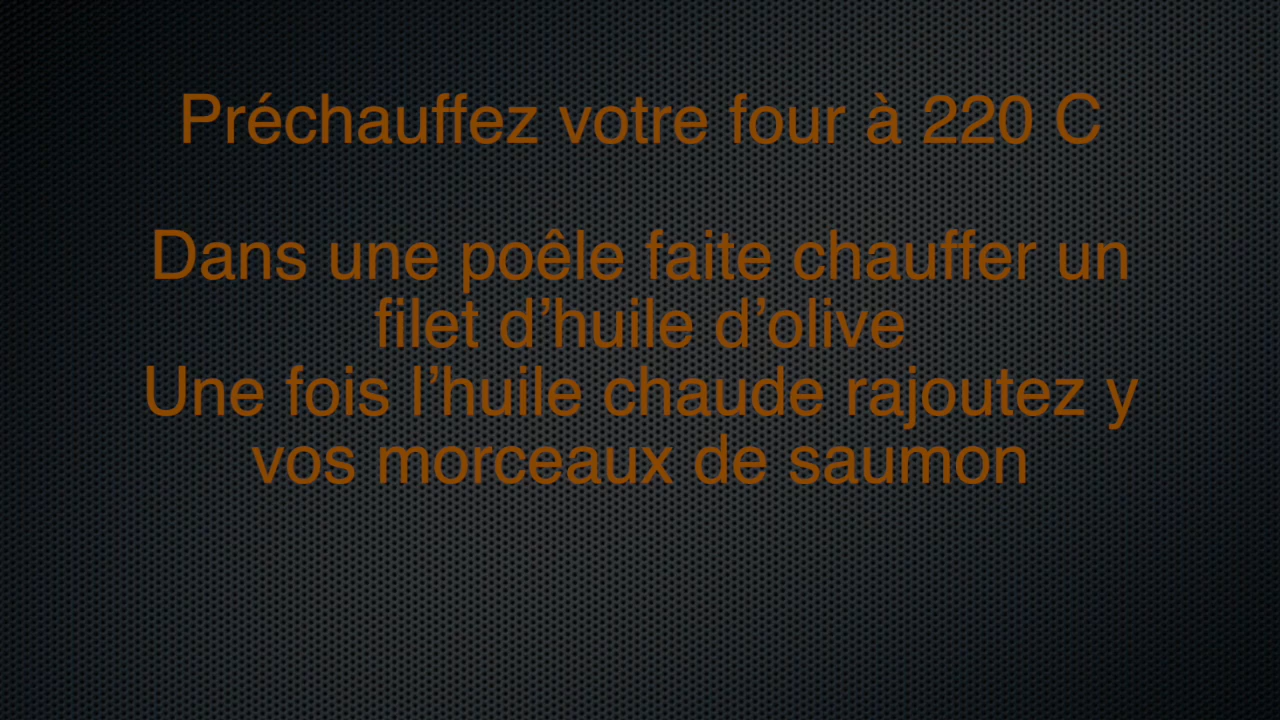 Préchauffez votre four à 220 C
Dans une poêle faite chauffer un
filet d’huile d’olive
Une fois l’huile chaude rajoutez y
vos morceaux de saumon